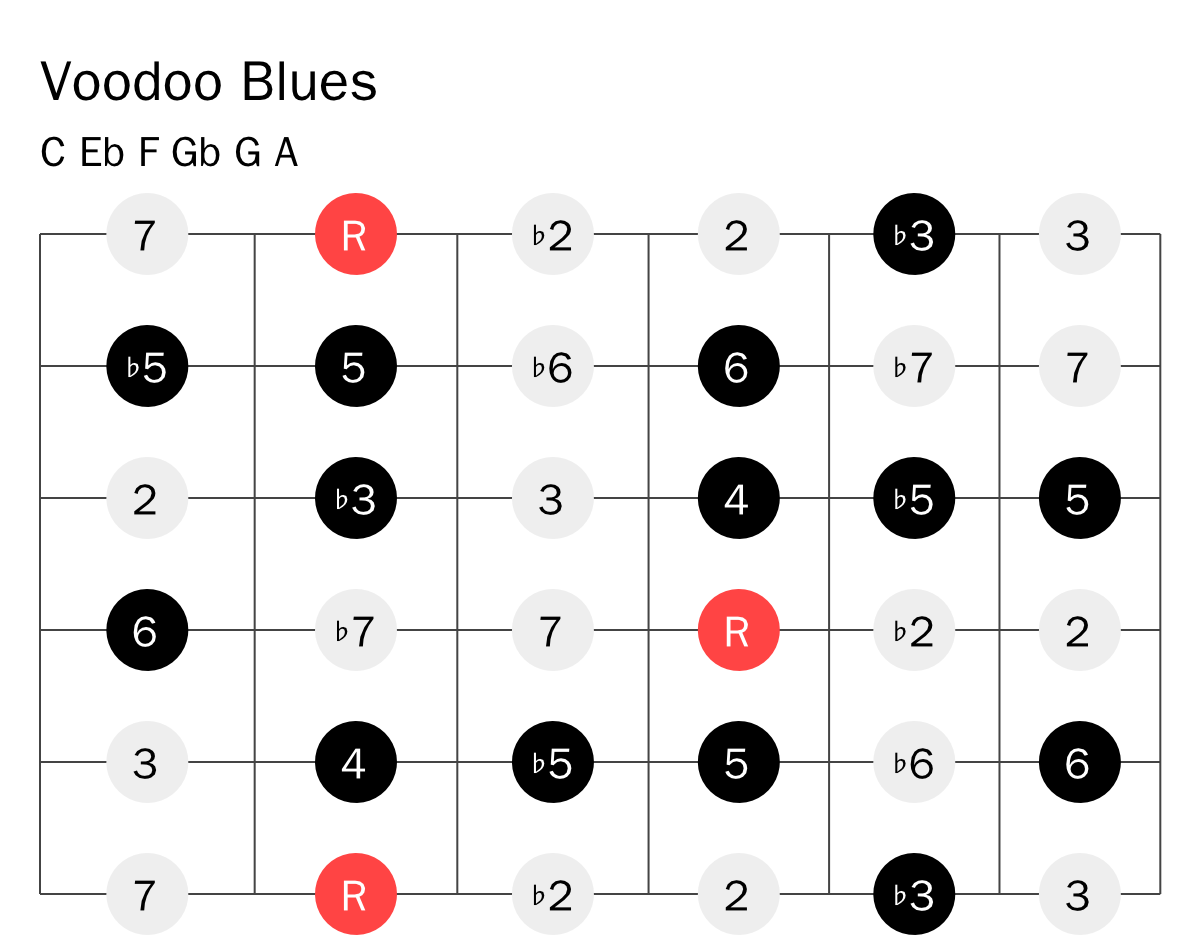 Voodoo Blues
C Eb F Gb G A
7 R ♭2 2 ♭3 3
♭5 5 ♭6 6 ♭7 7
2 ♭3 3 4 ♭5 5
6 ♭7 7 R ♭2 2
3 4 ♭5 5 ♭6 6
7 R ♭2 2 ♭3 3